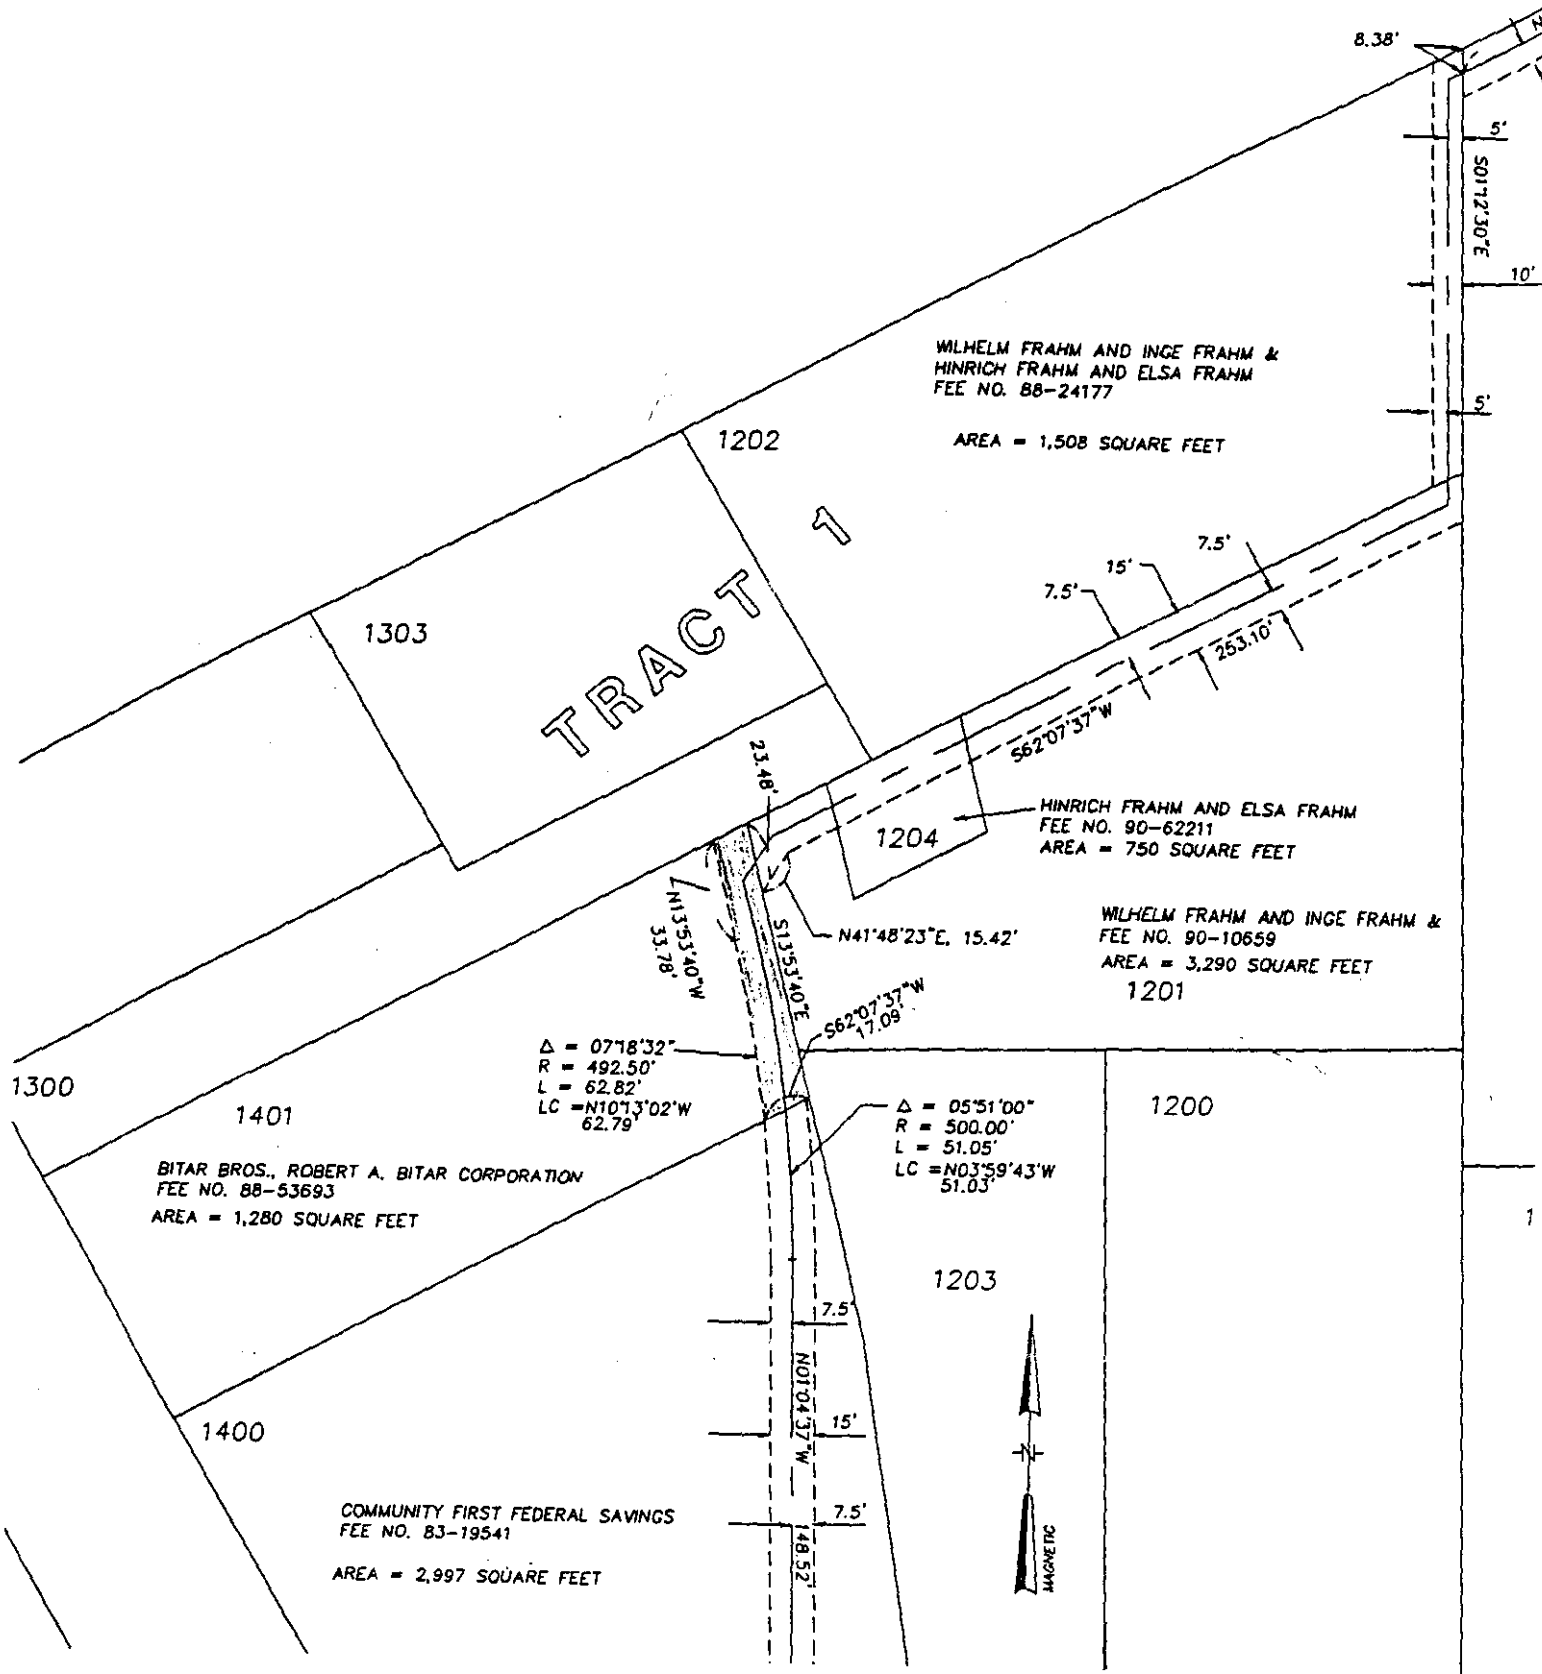 8.38'
N
5'
S01°12'30"E
10'
WILHELM FRAHM AND INGE FRAHM &
HINRICH FRAHM AND ELSA FRAHM
FEE NO. 88-24177
AREA = 1,508 SQUARE FEET
5'
1202
1303
TRACT 1
7.5'
15'
7.5'
253.10'
S62°07'37"W
23.48'
1204
HINRICH FRAHM AND ELSA FRAHM
FEE NO. 90-62211
AREA = 750 SQUARE FEET
N13°53'40"W
33.78'
S13°53'40"E
N41°48'23"E, 15.42'
WILHELM FRAHM AND INGE FRAHM &
FEE NO. 90-10659
AREA = 3,290 SQUARE FEET
1201
S62°07'37"W
17.09'
Δ = 07°18'32"
R = 492.50'
L = 62.82'
LC =N10°13'02'W
62.79'
1300
1401
Δ = 05°51'00"
R = 500.00'
L = 51.05'
LC =N03°59'43'W
51.03'
1200
BITAR BROS., ROBERT A. BITAR CORPORATION
FEE NO. 88-53693
AREA = 1,280 SQUARE FEET
1
1203
7.5'
N01°04'37"W
15'
7.5'
148.52'
1400
COMMUNITY FIRST FEDERAL SAVINGS
FEE NO. 83-19541
AREA = 2,997 SQUARE FEET
N
MAGNETIC